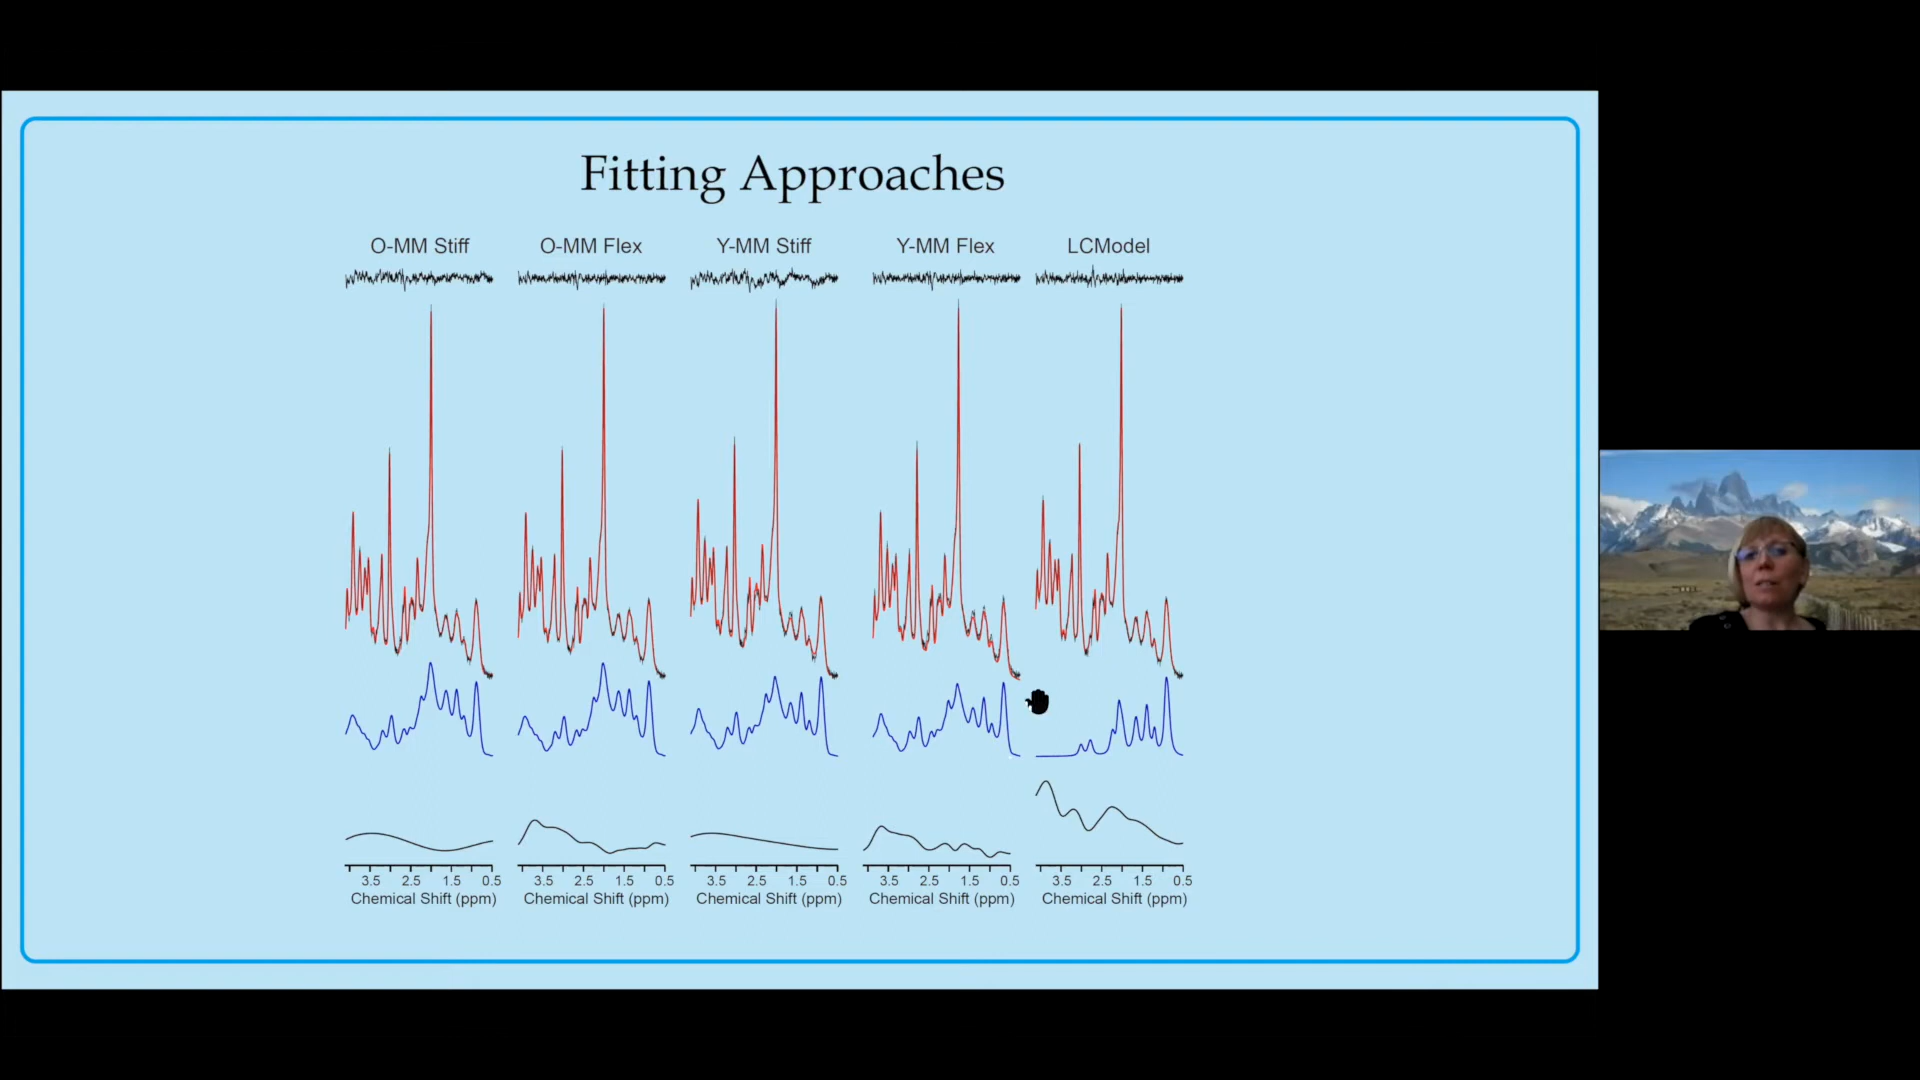 Fitting Approaches
O-MM Stiff O-MM Flex Y-MM Stiff Y-MM Flex LCModel
3.5 2.5 1.5 0.5 3.5 2.5 1.5 0.5 3.5 2.5 1.5 0.5 3.5 2.5 1.5 0.5 3.5 2.5 1.5 0.5
Chemical Shift (ppm) Chemical Shift (ppm) Chemical Shift (ppm) Chemical Shift (ppm) Chemical Shift (ppm)